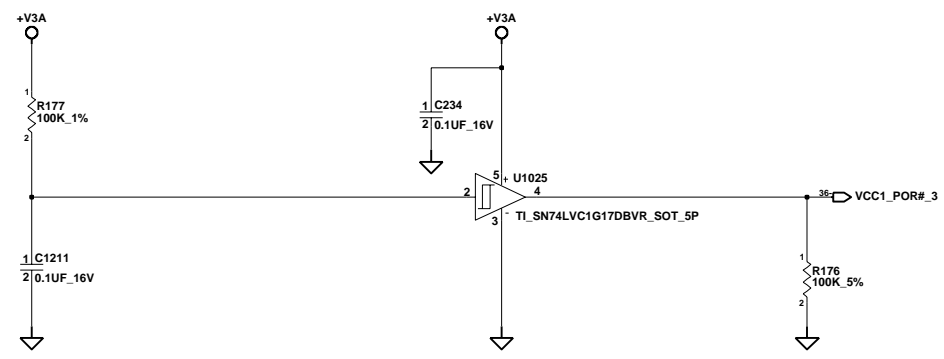 +V3A
+V3A
1
R177
100K_1%
2
1 C234
2 0.1UF_16V
5 + U1025
2
4
3 - TI_SN74LVC1G17DBVR_SOT_5P
36 VCC1_POR#_3
1 C1211
2 0.1UF_16V
1
R176
100K_5%
2